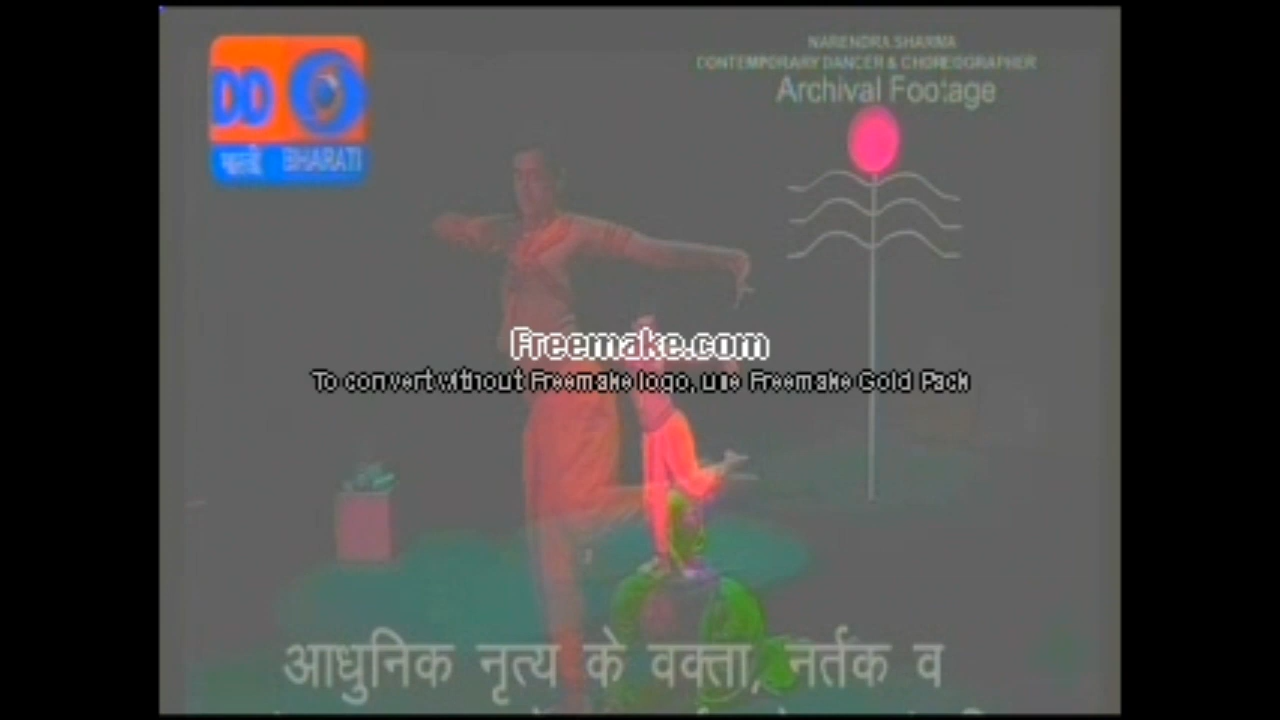 NARENDRA SHARMA
CONTEMPORARY DANCER & CHOREOGRAPHER
Archival Footage
DD
BHARATI
Freemake.com
To convert without Freemake logo, use Freemake Gold Pack
आधुनिक नृत्य के वक्ता, नर्तक व